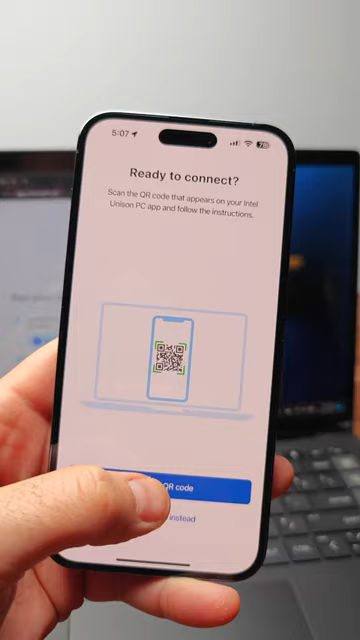 5:07
78
Ready to connect?
Scan the QR code that appears on your Intel
Unison PC app and follow the instructions.
QR code
instead